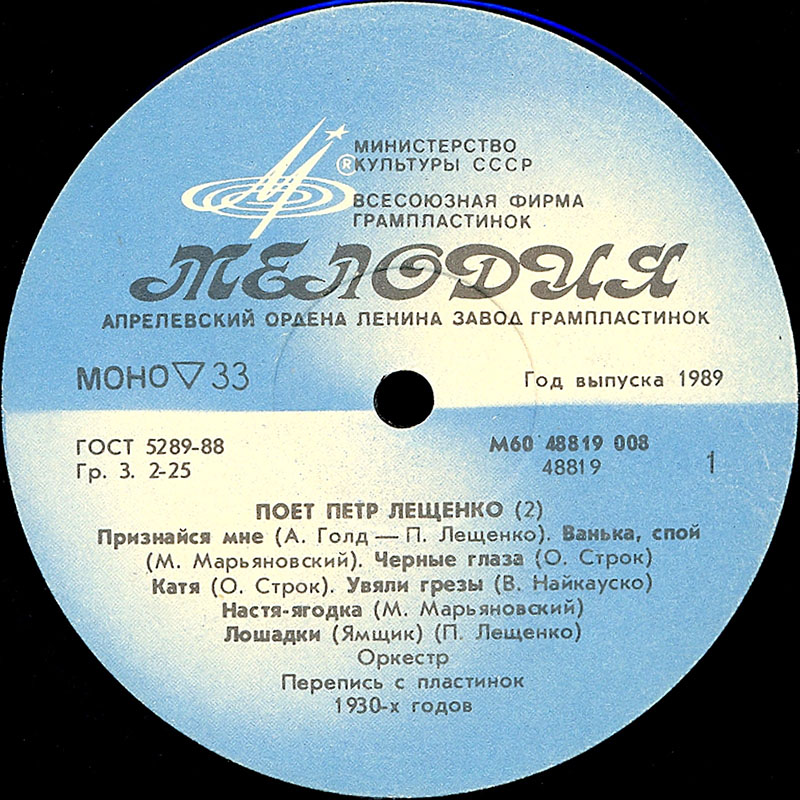 МИНИСТЕРСТВО
®КУЛЬТУРЫ СССР
ВСЕСОЮЗНАЯ ФИРМА
ГРАМПЛАСТИНОК
МЕЛОДИЯ
АПРЕЛЕВСКИЙ ОРДЕНА ЛЕНИНА ЗАВОД ГРАМПЛАСТИНОК
МОНО ▽ 33
Год выпуска 1989
ГОСТ 5289-88
Гр. 3. 2-25
М60 48819 008
48819
1
ПОЕТ ПЕТР ЛЕЩЕНКО (2)
Признайся мне (А. Голд — П. Лещенко). Ванька, спой
(М. Марьяновский). Черные глаза (О. Строк)
Катя (О. Строк). Увяли грезы (В. Найкауско)
Настя-ягодка (М. Марьяновский)
Лошадки (Ямщик) (П. Лещенко)
Оркестр
Перепись с пластинок
1930-х годов